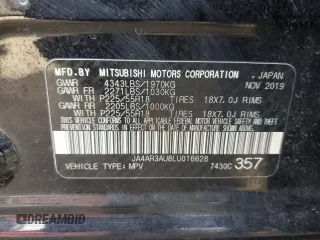 MFD.BY MITSUBISHI MOTORS CORPORATION JAPAN
GVWR 4343LBS/1970KG NOV 2019
GAWR FR 2271LBS/1030KG
WITH P225/55R18 TIRES 18X7.0J RIMS
GAWR RR 2205LBS/1000KG
WITH P225/55R18 TIRES 18X7.0J RIMS
JA4AR3AU8LU016628
VEHICLE TYPE: MPV 7430C 357
DREAMBID